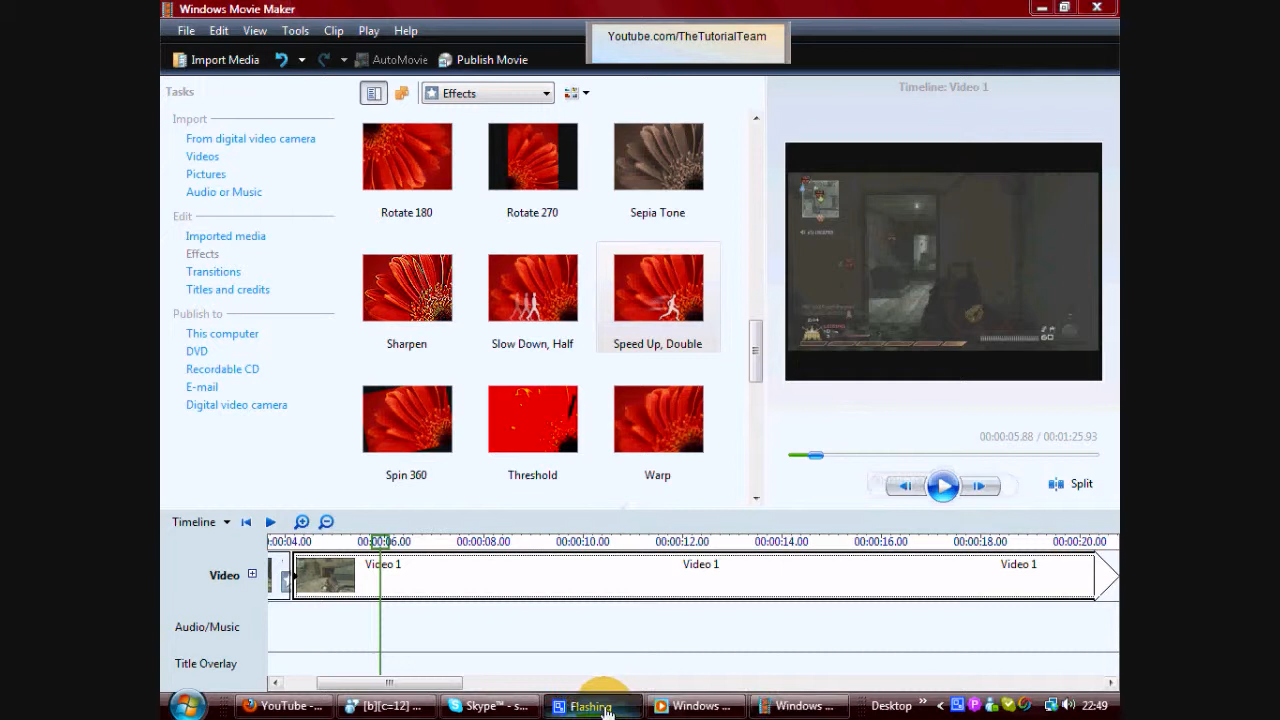 Windows Movie Maker
File Edit View Tools Clip Play Help
Youtube.com/TheTutorialTeam
Import Media AutoMovie Publish Movie
Tasks
Effects
Timeline: Video 1
Import
From digital video camera
Videos
Pictures
Audio or Music
Edit
Imported media
Effects
Transitions
Titles and credits
Publish to
This computer
DVD
Recordable CD
E-mail
Digital video camera
Rotate 180 Rotate 270 Sepia Tone
Sharpen Slow Down, Half Speed Up, Double
Spin 360 Threshold Warp
00:00:05.88 / 00:01:25.93
Split
Timeline
0:00:04.00 00:00:06.00 00:00:08.00 00:00:10.00 00:00:12.00 00:00:14.00 00:00:16.00 00:00:18.00 00:00:20.00
Video Video 1 Video 1 Video 1
Audio/Music
Title Overlay
YouTube -... [b][c=12] ... Skype™ - s... Flashing Windows ... Windows ... Desktop » 22:49